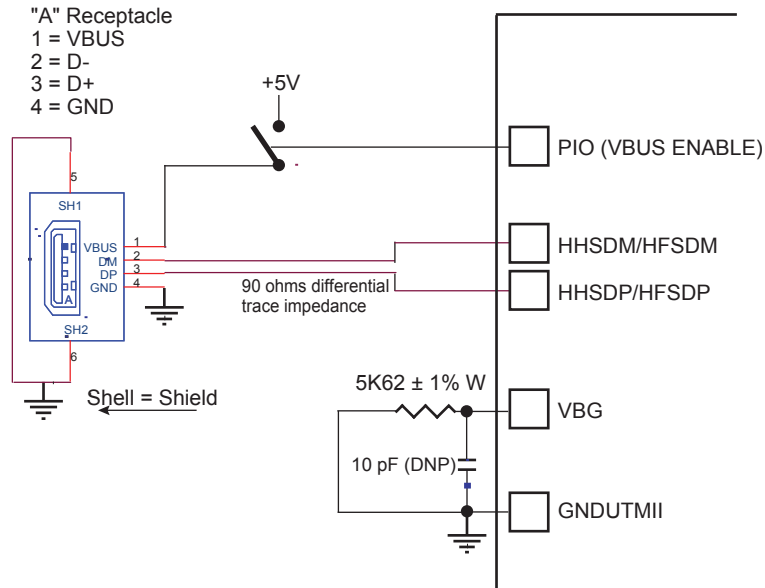 "A" Receptacle
1 = VBUS
2 = D-
3 = D+
4 = GND
+5V
PIO (VBUS ENABLE)
5
SH1
VBUS 1
DM 2
DP 3
GND 4
A
SH2
6
HHSDM/HFSDM
90 ohms differential
trace impedance
HHSDP/HFSDP
Shell = Shield
5K62 ± 1% W
VBG
10 pF (DNP)
GNDUTMII